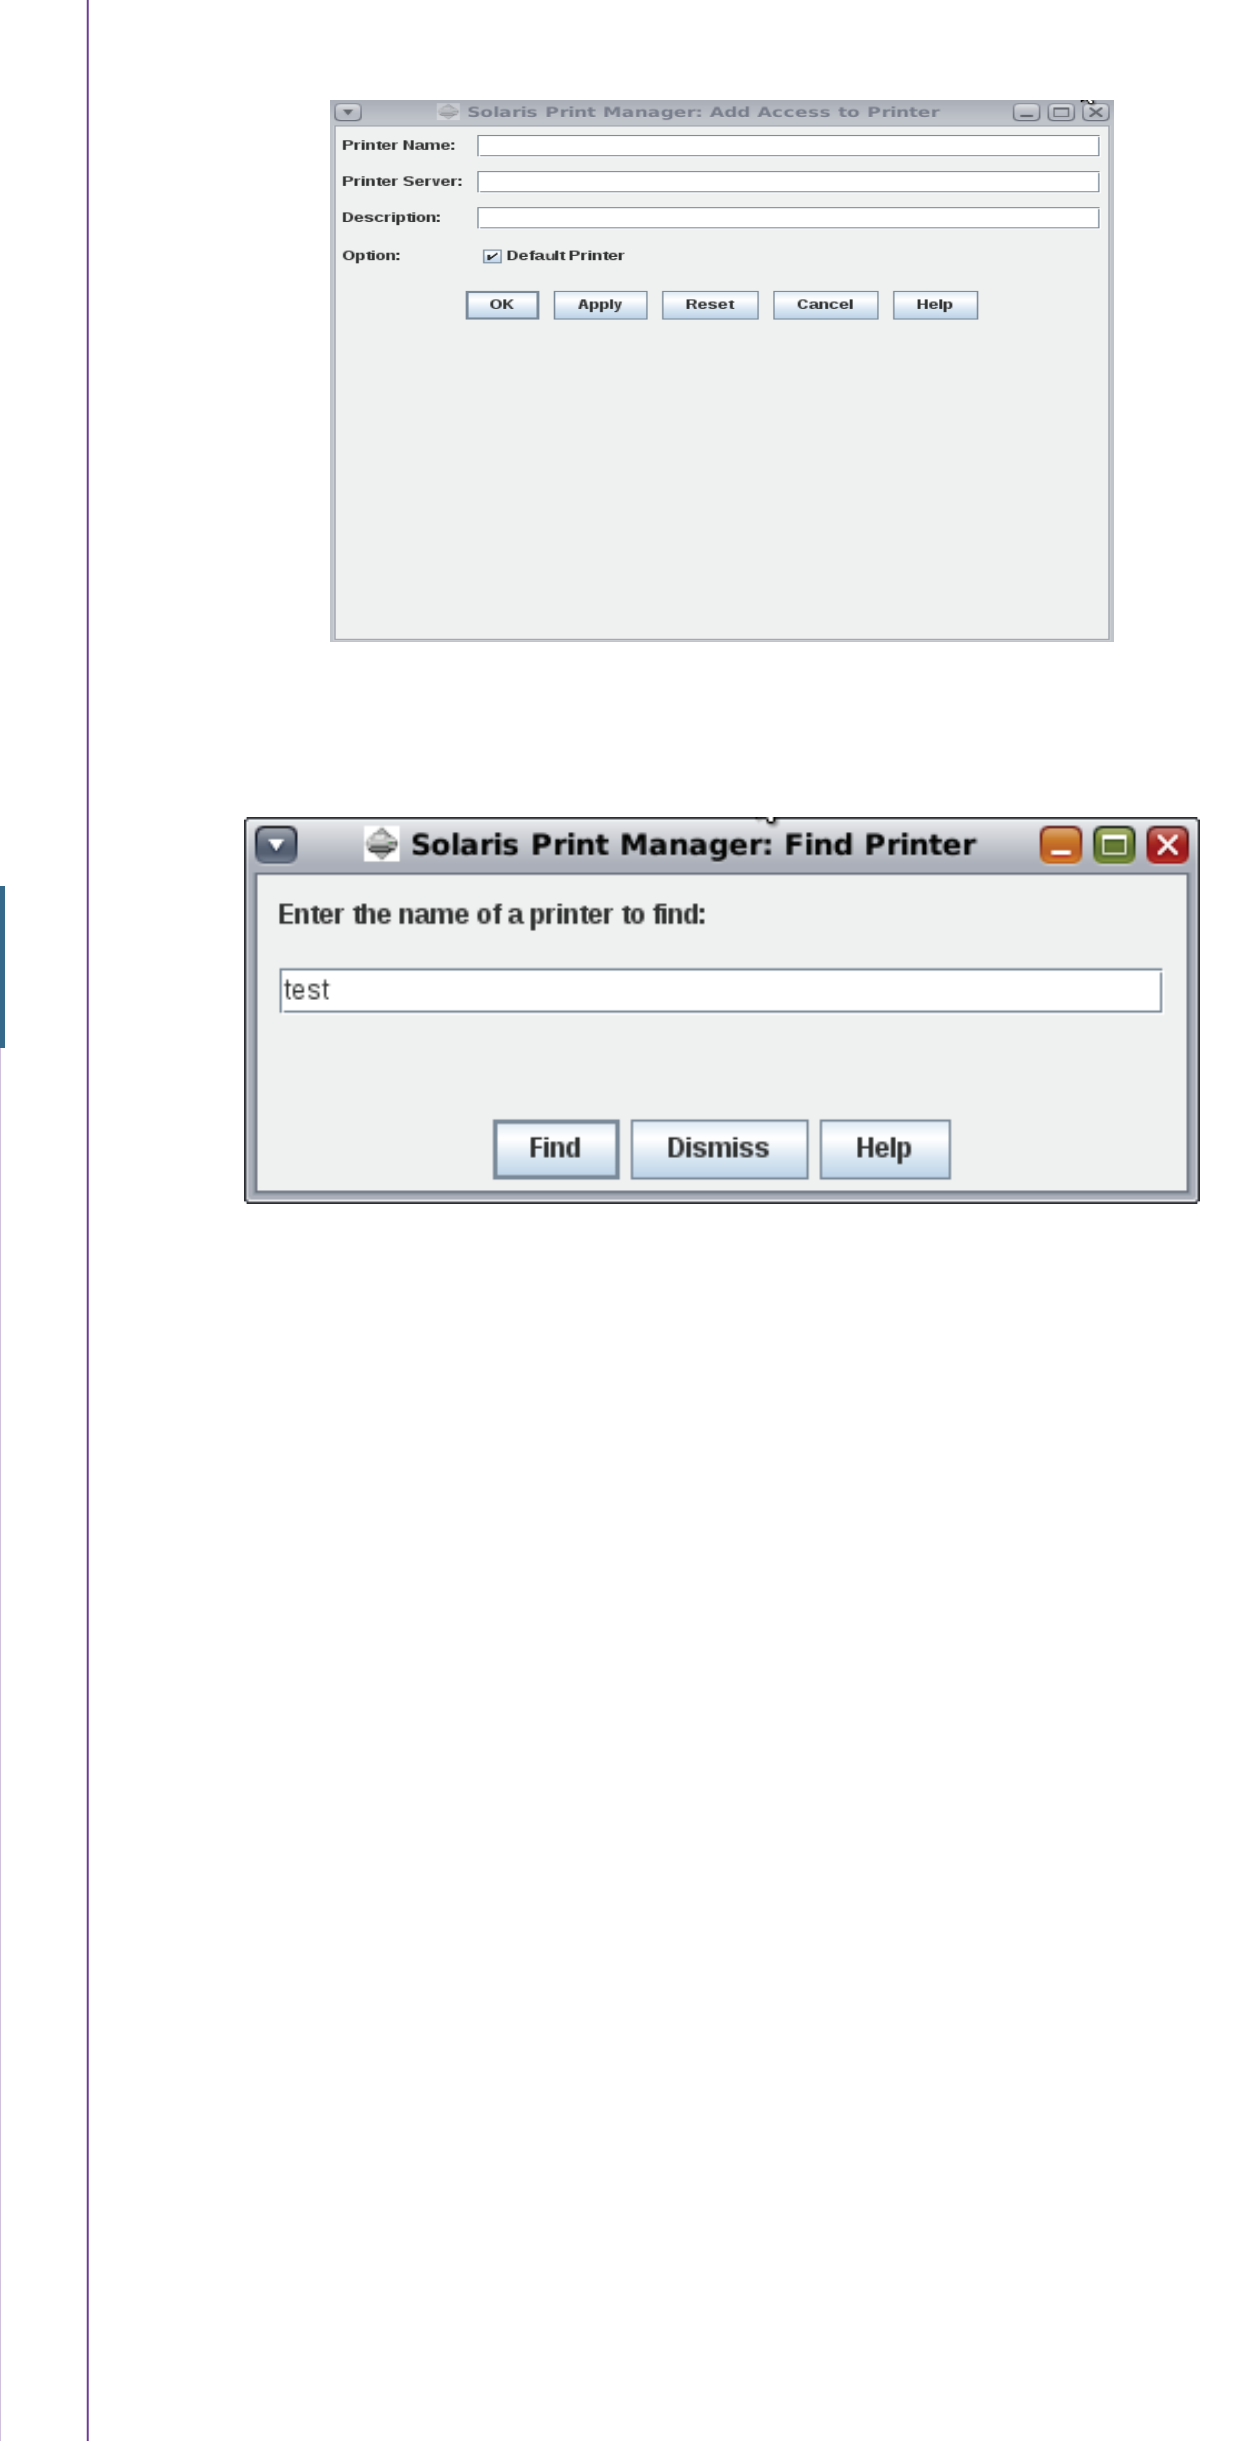 Solaris Print Manager: Add Access to Printer
Printer Name:
Printer Server:
Description:
Option: Default Printer
OK Apply Reset Cancel Help
Solaris Print Manager: Find Printer
Enter the name of a printer to find:
test
Find Dismiss Help